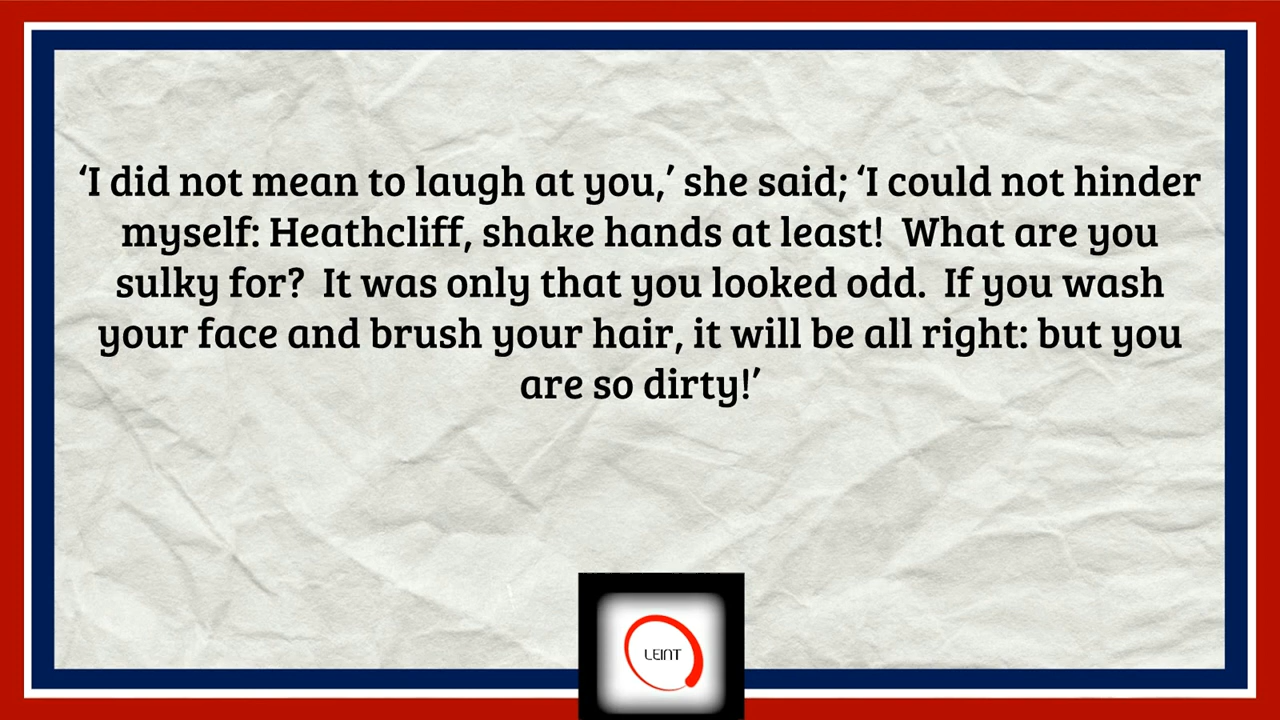 ‘I did not mean to laugh at you,’ she said; ‘I could not hinder
myself: Heathcliff, shake hands at least!  What are you
sulky for?  It was only that you looked odd.  If you wash
your face and brush your hair, it will be all right: but you
are so dirty!’
LEINT